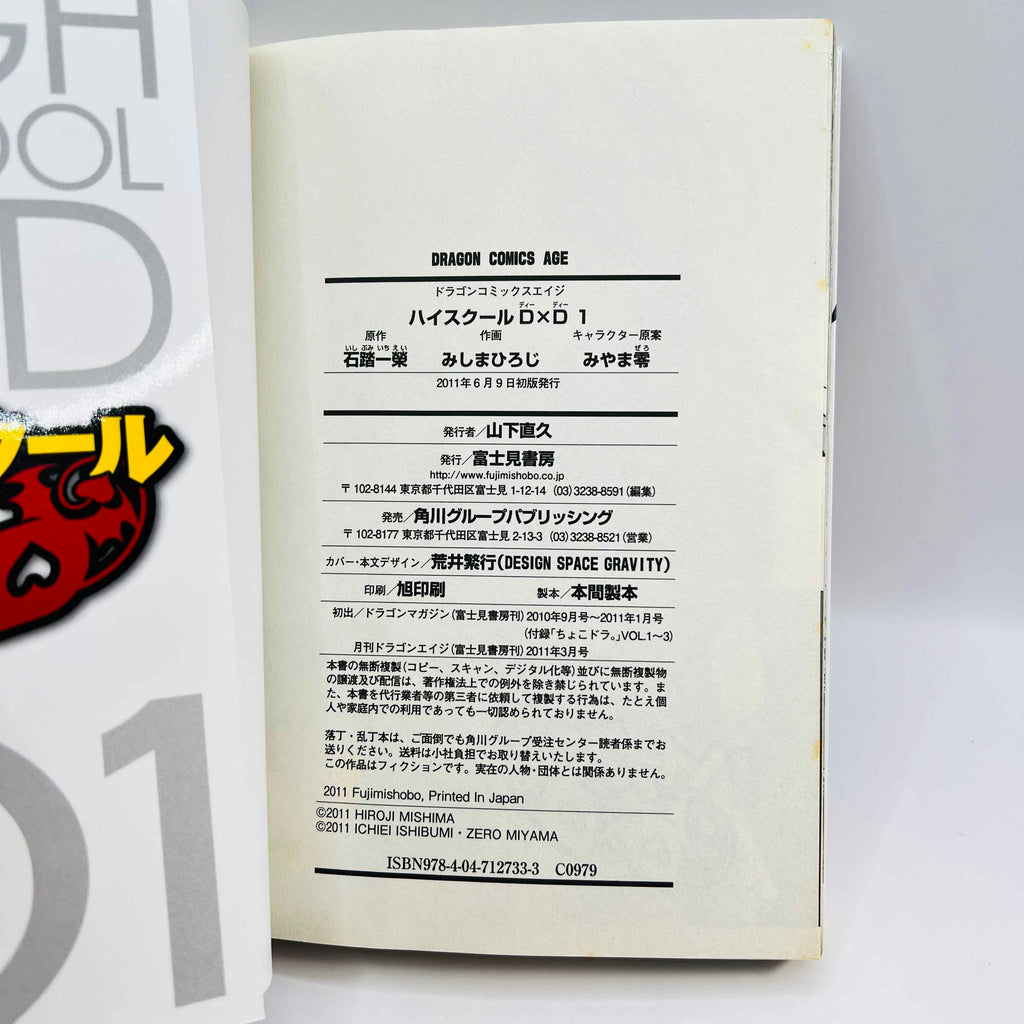 GH
OOL
D
ール
01
DRAGON COMICS AGE
ドラゴンコミックスエイジ
ディー ディー
ハイスクールD×D 1
原作 作画 キャラクター原案
いしぶみいちえい ぜろ
石踏一榮 みしまひろじ みやま零
2011年6月9日初版発行
発行者/山下直久
発行/富士見書房
http://www.fujimishobo.co.jp
〒102-8144 東京都千代田区富士見1-12-14 (03)3238-8591(編集)
発売/角川グループパブリッシング
〒102-8177 東京都千代田区富士見2-13-3 (03)3238-8521(営業)
カバー・本文デザイン/荒井繁行(DESIGN SPACE GRAVITY)
印刷/旭印刷 製本/本間製本
初出/ドラゴンマガジン(富士見書房刊)2010年9月号~2011年1月号
(付録「ちょこドラ。」VOL.1~3)
月刊ドラゴンエイジ(富士見書房刊)2011年3月号
本書の無断複製(コピー、スキャン、デジタル化等)並びに無断複製物
の譲渡及び配信は、著作権法上での例外を除き禁じられています。ま
た、本書を代行業者等の第三者に依頼して複製する行為は、たとえ個
人や家庭内での利用であっても一切認められておりません。
落丁・乱丁本は、ご面倒でも角川グループ受注センター読者係までお
送りください。送料は小社負担でお取り替えいたします。
この作品はフィクションです。実在の人物・団体とは関係ありません。
2011 Fujimishobo, Printed In Japan
©2011 HIROJI MISHIMA
©2011 ICHIEI ISHIBUMI・ZERO MIYAMA
ISBN978-4-04-712733-3 C0979